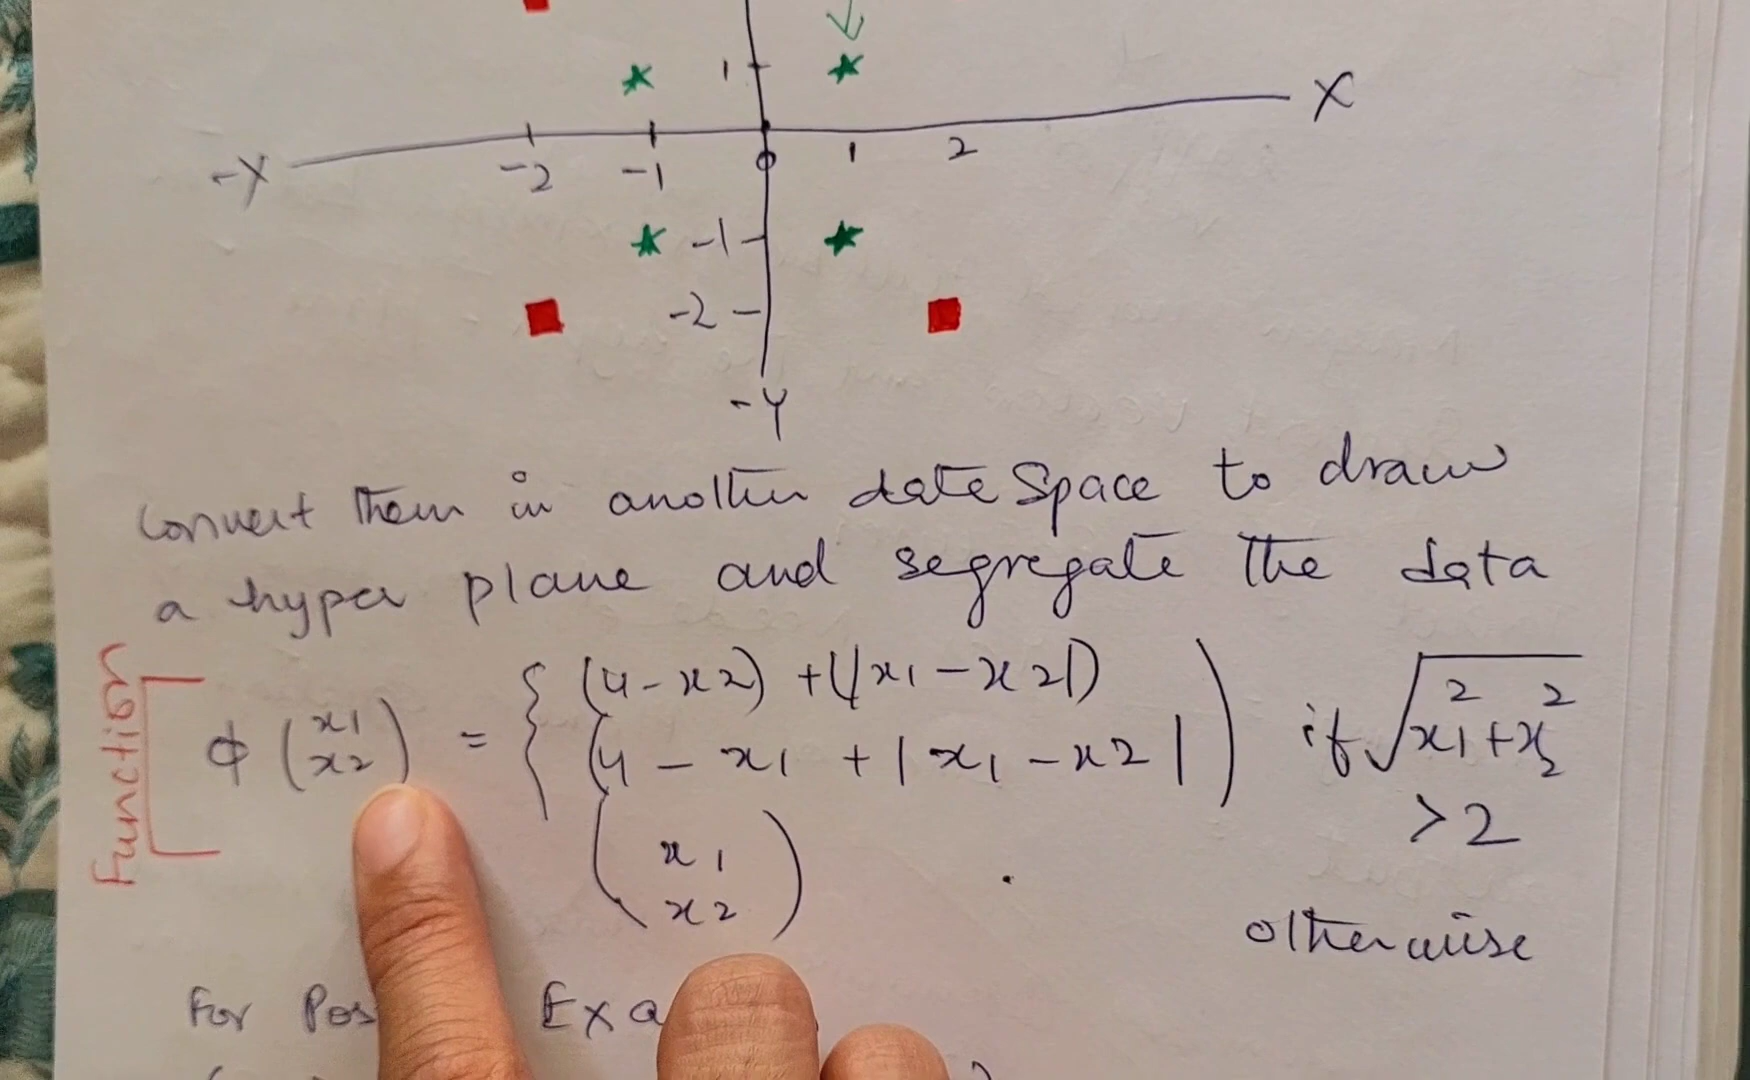 1
X
-X
-2 -1 0 1 2
-1
-2
-Y
Convert them in another date Space to draw
a hyper plane and segregate the data
Function
ϕ (x1 x2) = { (4-x2) + (|x1-x2|)
(4 - x1 + |x1-x2|) if √x1²+x2²
>2
(x1
x2)
otherwise
For Pos Exa